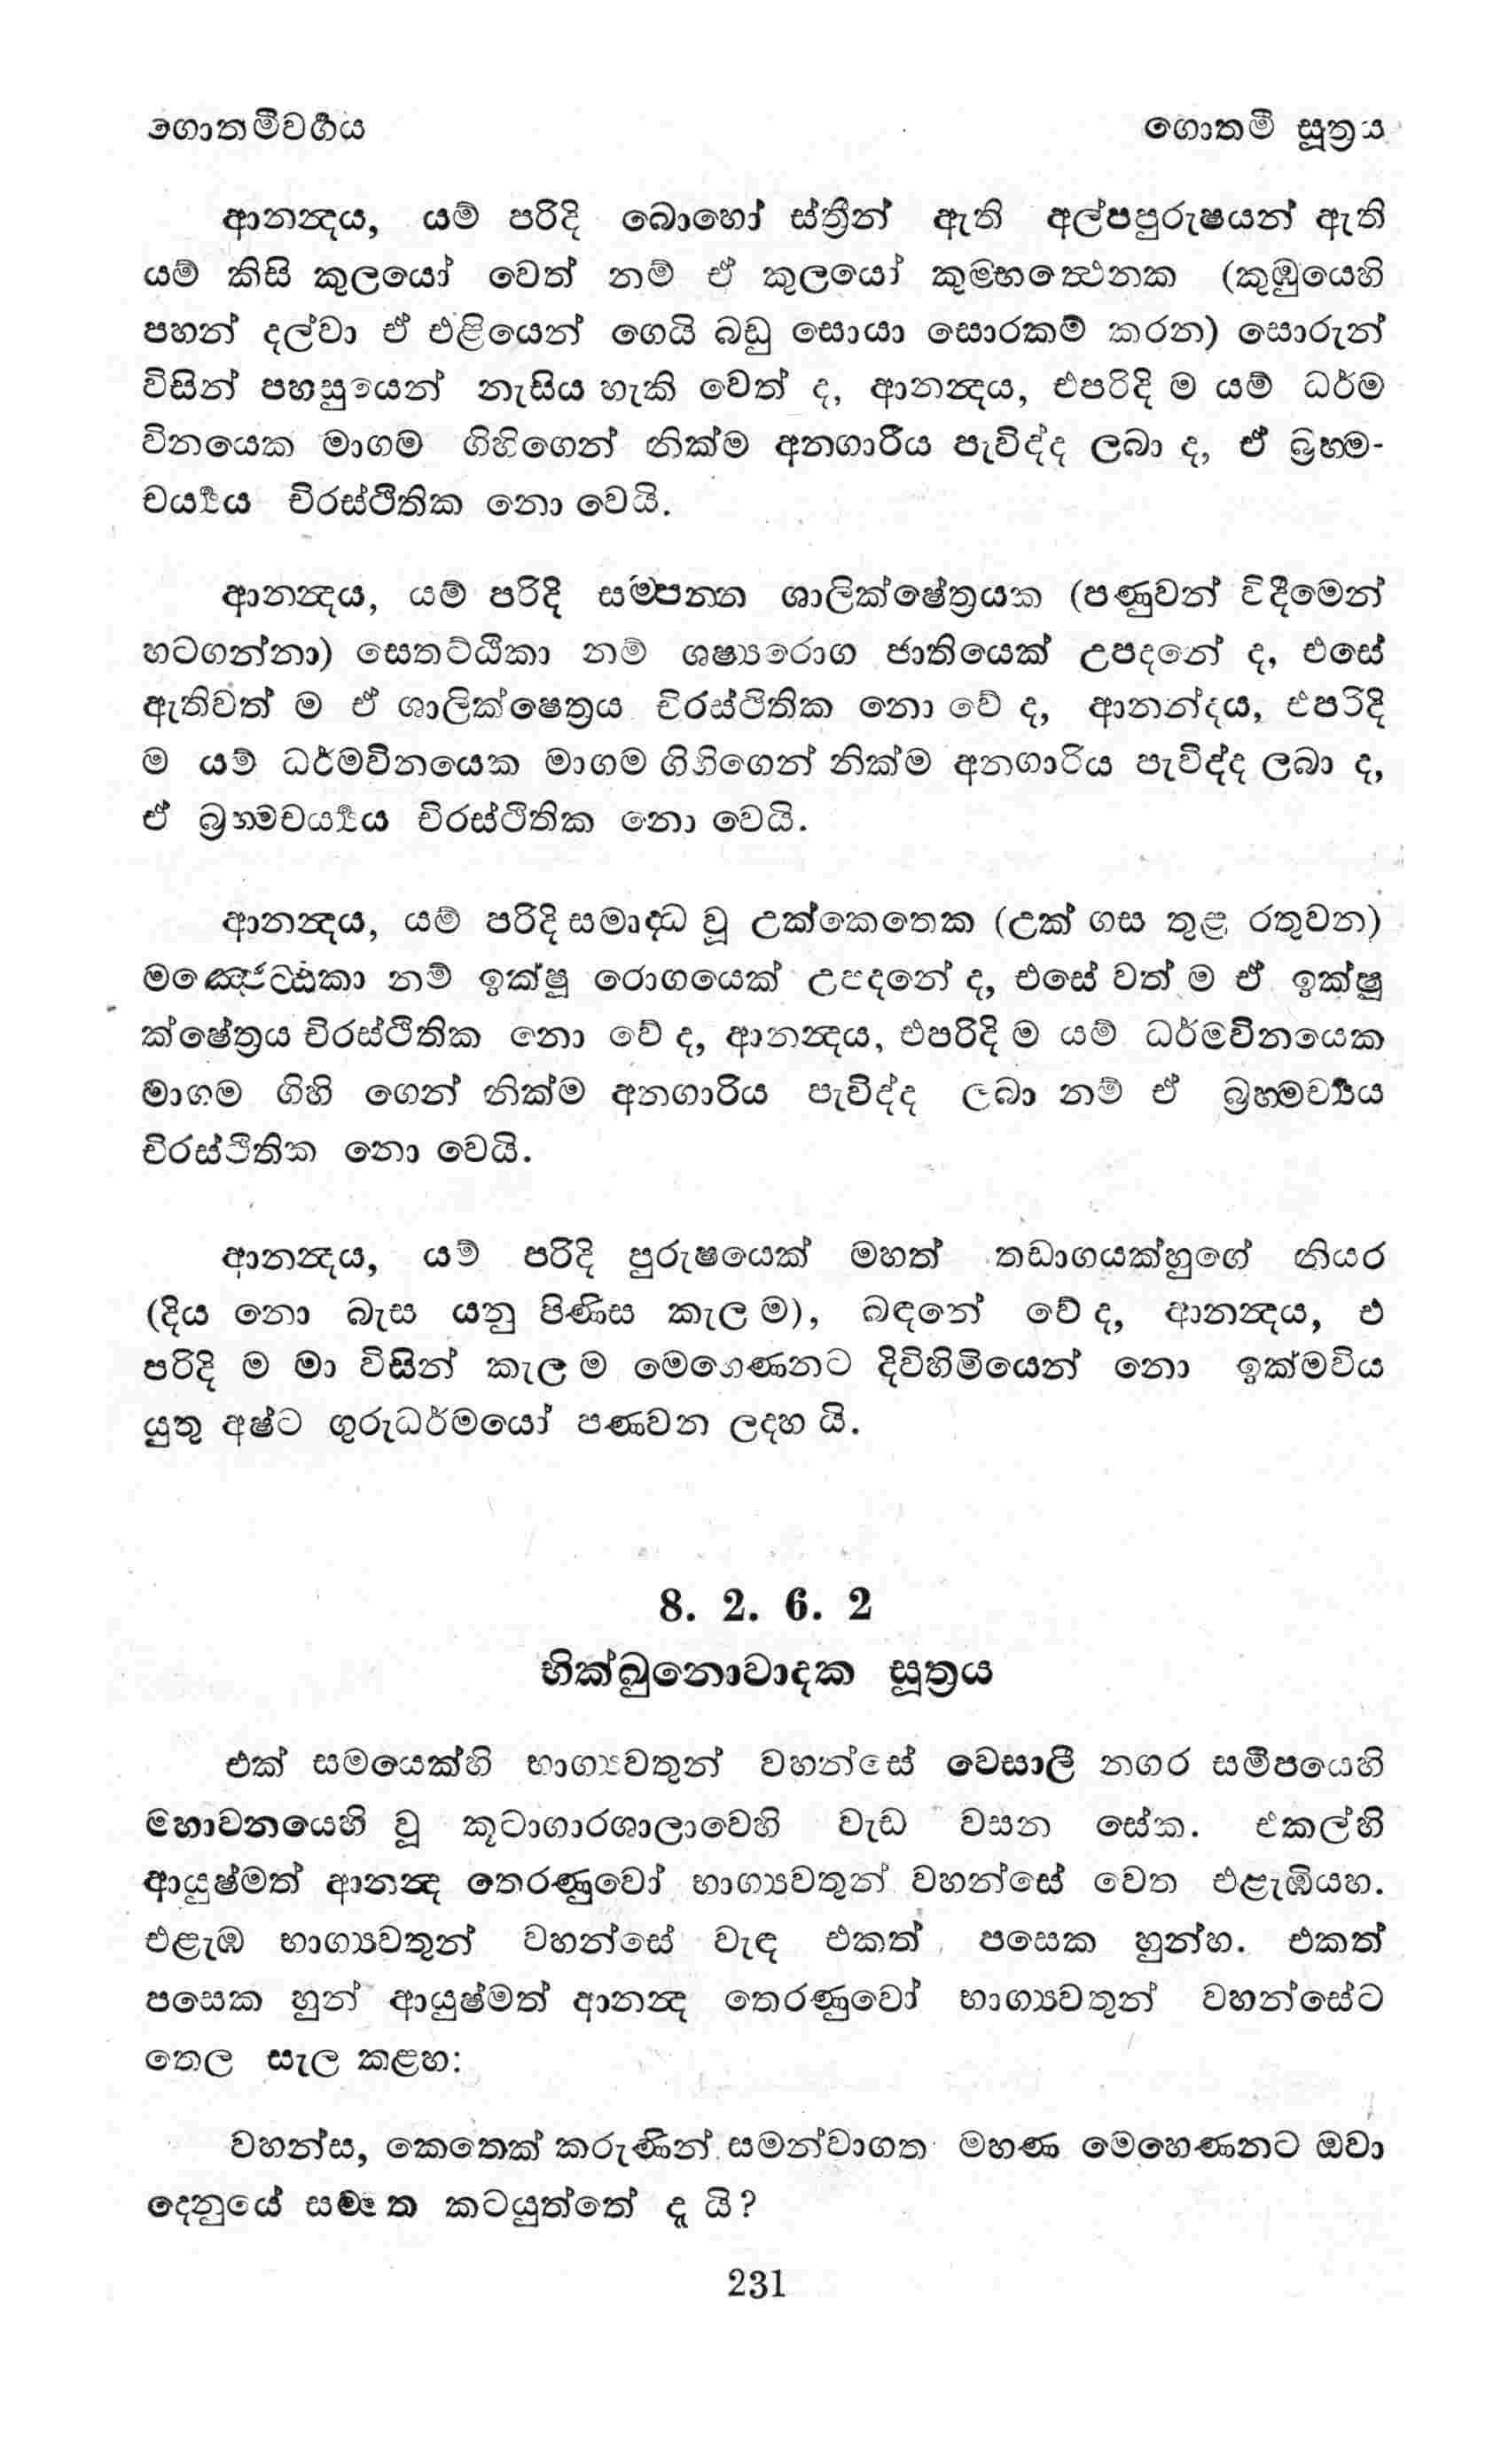 ගොතමීවර්‍ගය
ගොතමී සූත්‍රය
ආනන්‍දය, යම් පරිදි බොහෝ ස්ත්‍රීන් ඇති අල්පපුරුෂයන් ඇති
යම් කිසි කුලයෝ වෙත් නම් ඒ කුලයෝ කුම්භත්ථෙනක (කුඹුයෙහි
පහන් දල්වා ඒ එළියෙන් ගෙයි බඩු සොයා සොරකම් කරන) සොරුන්
විසින් පහසුයෙන් නැසිය හැකි වෙත් ද, ආනන්‍දය, එපරිදි ම යම් ධර්ම
විනයෙක මාගම ගිහිගෙන් නික්ම අනගාරීය පැවිද්ද ලබා ද, ඒ බ්‍රහ්ම-
චර්‍ය්‍යය චිරස්ථිතික නො වෙයි.
ආනන්‍දය, යම් පරිදි සම්පන්න ශාලික්ෂේත්‍රයක (පණුවන් විදීමෙන්
හටගන්නා) සෙතට්ඨිකා නම් ශෂ්‍යරොග ජාතියෙක් උපදනේ ද, එසේ
ඇතිවත් ම ඒ ශාලික්ෂෙත්‍රය චිරස්ථිතික නො වේ ද, ආනන්දය, එපරිදි
ම යම් ධර්මවිනයෙක මාගම ගිහිගෙන් නික්ම අනගාරිය පැවිද්ද ලබා ද,
ඒ බ්‍රහ්මචර්‍ය්‍යය චිරස්ථිතික නො වෙයි.
ආනන්‍දය, යම් පරිදි සමෘද්ධ වූ උක්කෙතෙක (උක් ගස තුළ රතුවන)
මඤ්ජෙට්ඨිකා නම් ඉක්ෂූ රොගයෙක් උපදනේ ද, එසේ වත් ම ඒ ඉක්ෂූ
ක්ෂේත්‍රය චිරස්ථිතික නො වේ ද, ආනන්‍දය, එපරිදි ම යම් ධර්මවිනයෙක
මාගම ගිහි ගෙන් නික්ම අනගාරිය පැවිද්ද ලබා නම් ඒ බ්‍රහ්මචර්‍ය්‍යය
චිරස්ථිතික නො වෙයි.
ආනන්‍දය, යම් පරිදි පුරුෂයෙක් මහත් තඩාගයක්හුගේ නියර
(දිය නො බැස යනු පිණිස කැල ම), බඳනේ වේ ද, ආනන්‍දය, එ
පරිදි ම මා විසින් කැල ම මෙහෙණනට දිවිහිමියෙන් නො ඉක්මවිය
යුතු අෂ්ට ගුරුධර්මයෝ පණවන ලදහ යි.
8. 2. 6. 2
භික්ඛුනොවාදක සූත්‍රය
එක් සමයෙක්හි භාග්‍යවතුන් වහන්සේ වෙසාලී නගර සමීපයෙහි
මහාවනයෙහි වූ කූටාගාරශාලාවෙහි වැඩ වසන සේක. එකල්හි
ආයුෂ්මත් ආනන්‍ද තෙරණුවෝ භාග්‍යවතුන් වහන්සේ වෙත එළැඹියහ.
එළැඹ භාග්‍යවතුන් වහන්සේ වැඳ එකත් පසෙක හුන්හ. එකත්
පසෙක හුන් ආයුෂ්මත් ආනන්‍ද තෙරණුවෝ භාග්‍යවතුන් වහන්සේට
තෙල සැල කළහ:
වහන්ස, කෙතෙක් කරුණින් සමන්වාගත මහණ මෙහෙණනට ඔවා
දෙනුයේ සම්මත කටයුත්තේ දැ යි?
231